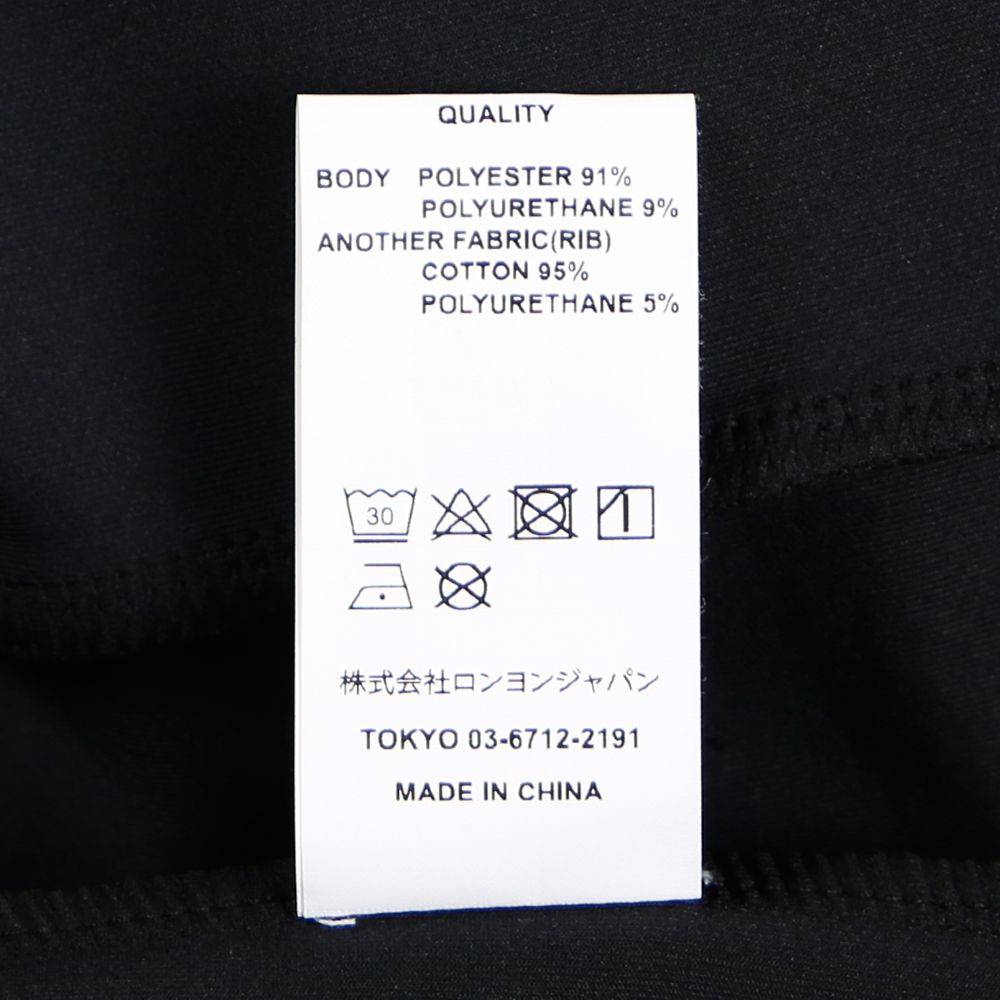 QUALITY
BODY POLYESTER 91%
POLYURETHANE 9%
ANOTHER FABRIC(RIB)
COTTON 95%
POLYURETHANE 5%
30
株式会社ロンヨンジャパン
TOKYO 03-6712-2191
MADE IN CHINA